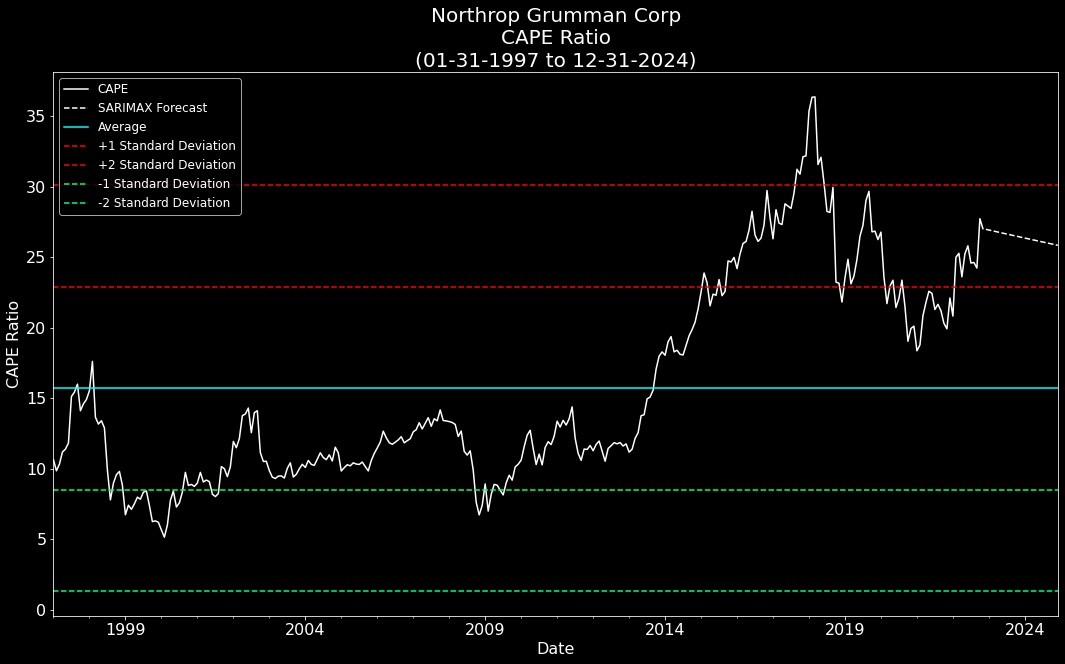 Northrop Grumman Corp
CAPE Ratio
(01-31-1997 to 12-31-2024)
CAPE
SARIMAX Forecast
Average
+1 Standard Deviation
+2 Standard Deviation
-1 Standard Deviation
-2 Standard Deviation
CAPE Ratio
35
30
25
20
15
10
5
0
1999
2004
2009
2014
2019
2024
Date